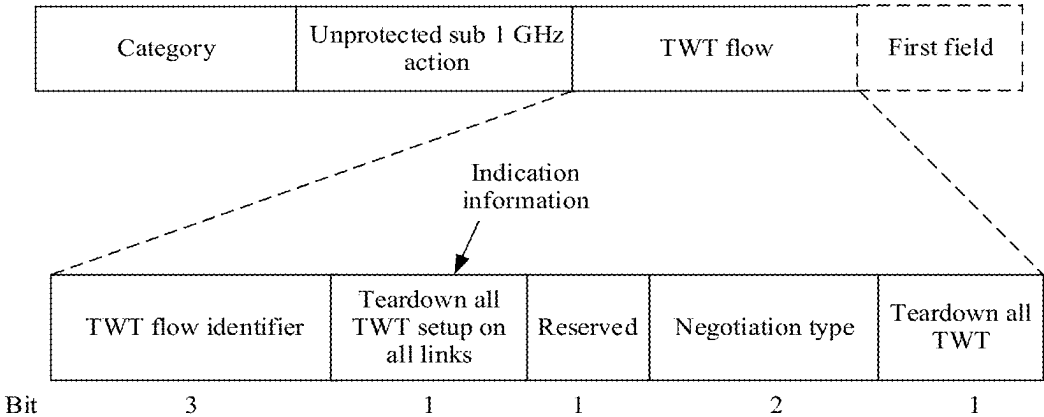 Category
Unprotected sub 1 GHz
action
TWT flow
First field
Indication
information
TWT flow identifier
Teardown all
TWT setup on
all links
Reserved
Negotiation type
Teardown all
TWT
Bit 3 1 1 2 1